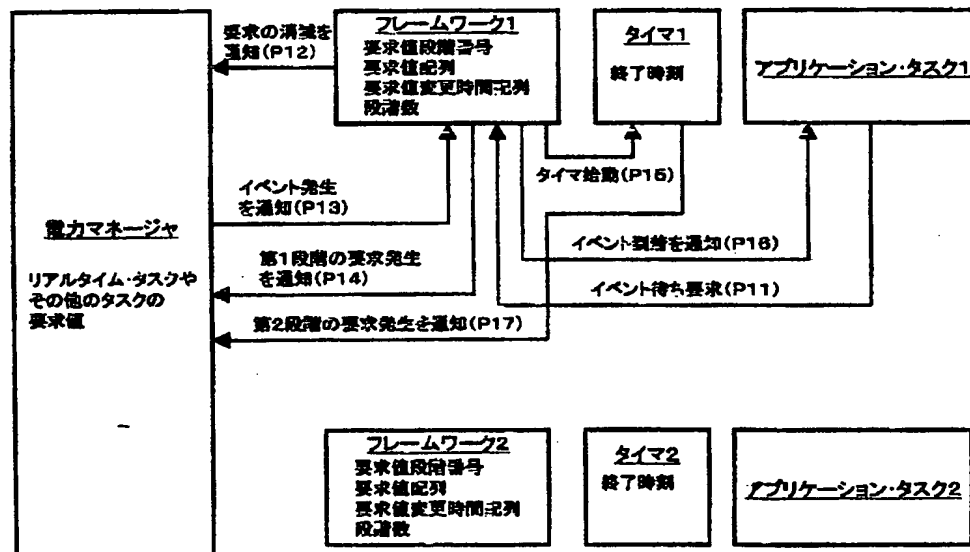 要求の消滅を
通知(P12)
フレームワーク1
要求値段階番号
要求値配列
要求値変更時間配列
段階数
タイマ1
終了時刻
アプリケーション・タスク1
タイマ始動(P15)
イベント発生
を通知(P13)
電力マネージャ
リアルタイム・タスクや
その他のタスクの
要求値
イベント到着を通知(P16)
第1段階の要求発生
を通知(P14)
イベント待ち要求(P11)
第2段階の要求発生を通知(P17)
フレームワーク2
要求値段階番号
要求値配列
要求値変更時間配列
段階数
タイマ2
終了時刻
アプリケーション・タスク2